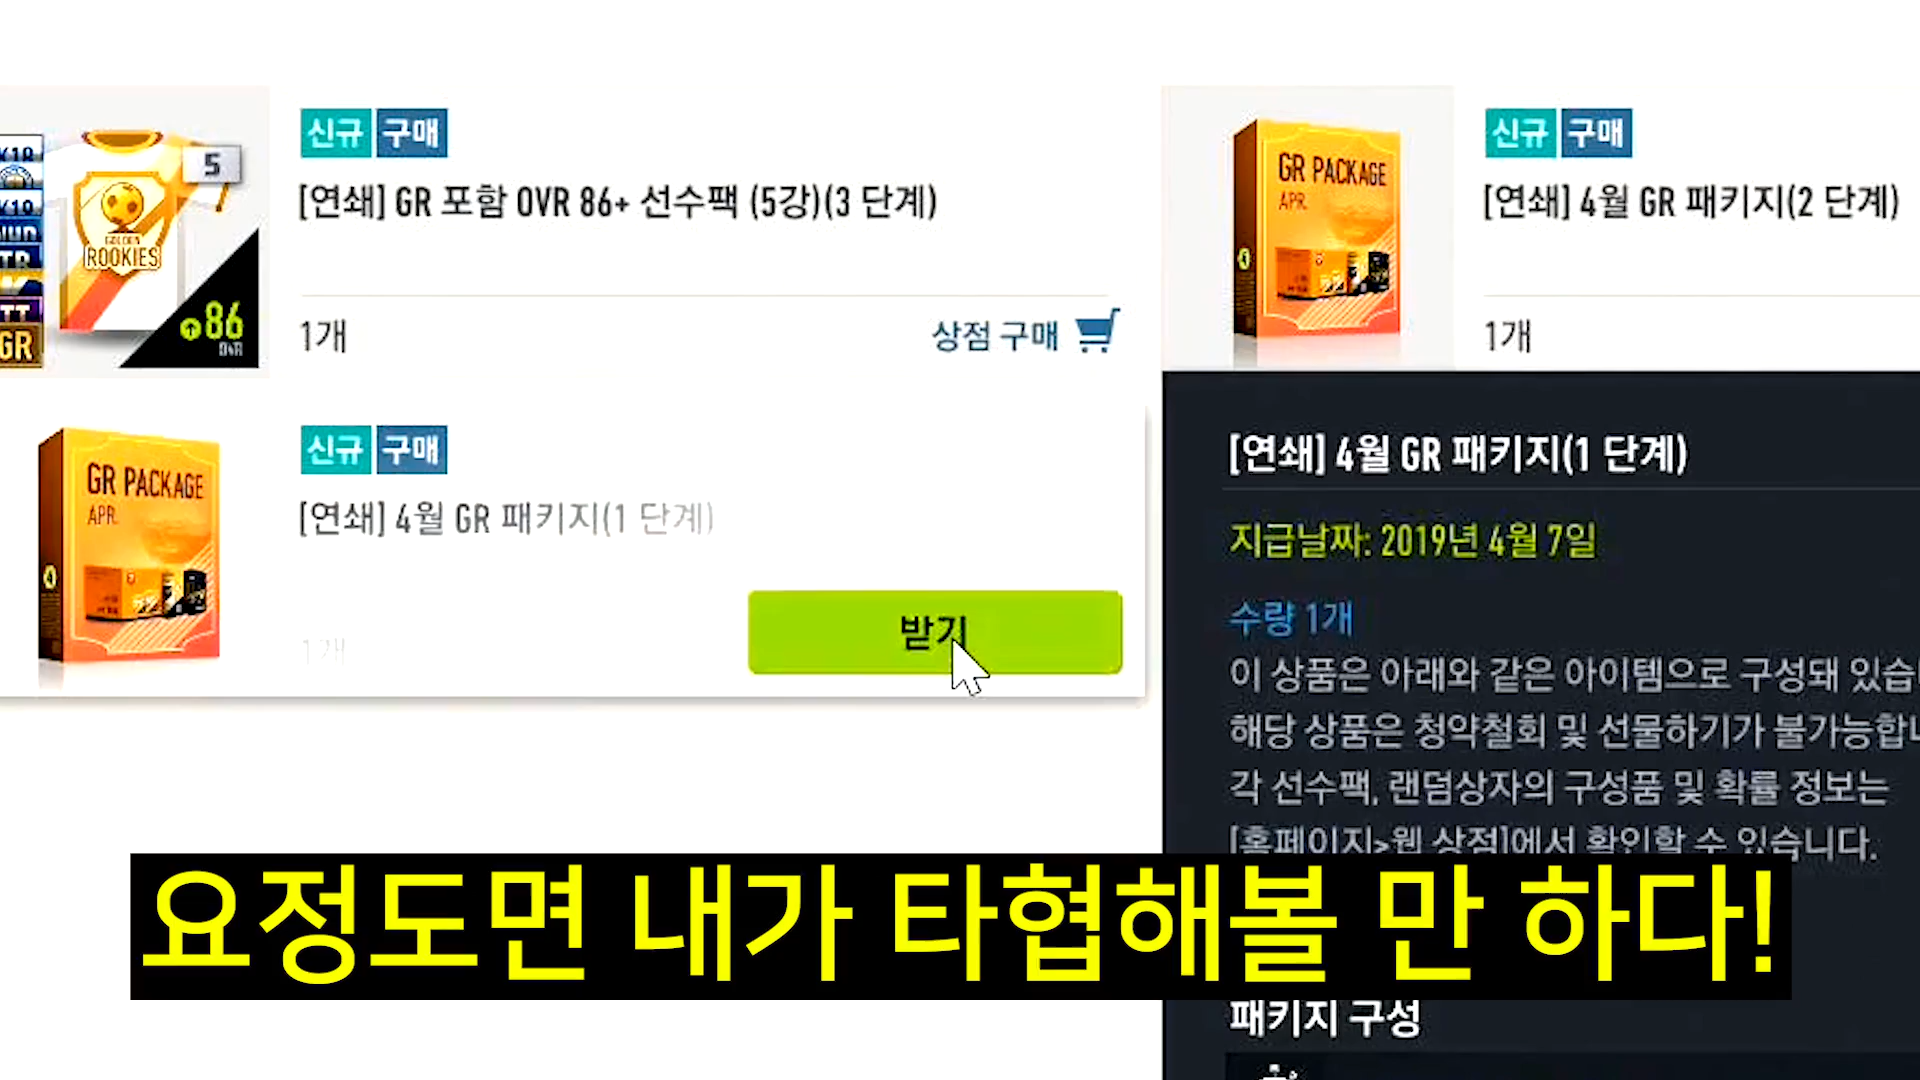 신규 구매
[연쇄] GR 포함 OVR 86+ 선수팩 (5강)(3 단계)
1개
상점 구매
5
GOLDEN
ROOKIES
86
OVR
TT
GR
신규 구매
[연쇄] 4월 GR 패키지(2 단계)
1개
GR PACKAGE
APR.
신규 구매
[연쇄] 4월 GR 패키지(1 단계)
1개
받기
GR PACKAGE
APR.
[연쇄] 4월 GR 패키지(1 단계)
지급날짜: 2019년 4월 7일
수량 1개
이 상품은 아래와 같은 아이템으로 구성돼 있습
해당 상품은 청약철회 및 선물하기가 불가능합
각 선수팩, 랜덤상자의 구성품 및 확률 정보는
[홈페이지>웹 상점]에서 확인할 수 있습니다.
요정도면 내가 타협해볼 만 하다!
패키지 구성